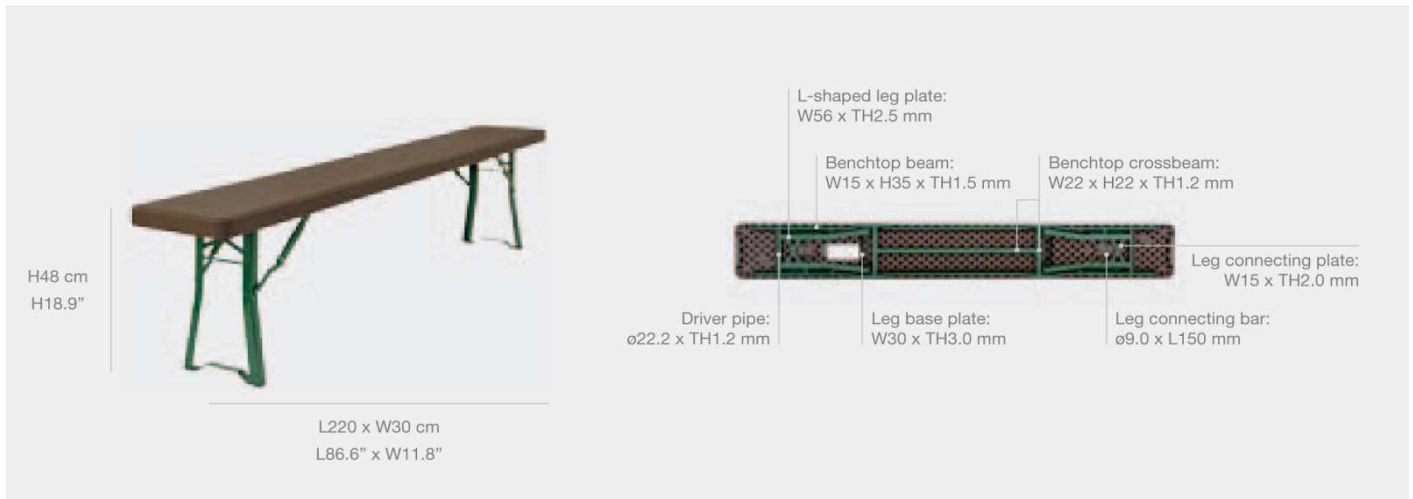 H48 cm
H18.9”
L220 x W30 cm
L86.6” x W11.8”
L-shaped leg plate:
W56 x TH2.5 mm
Benchtop beam:
W15 x H35 x TH1.5 mm
Benchtop crossbeam:
W22 x H22 x TH1.2 mm
Leg connecting plate:
W15 x TH2.0 mm
Driver pipe:
ø22.2 x TH1.2 mm
Leg base plate:
W30 x TH3.0 mm
Leg connecting bar:
ø9.0 x L150 mm